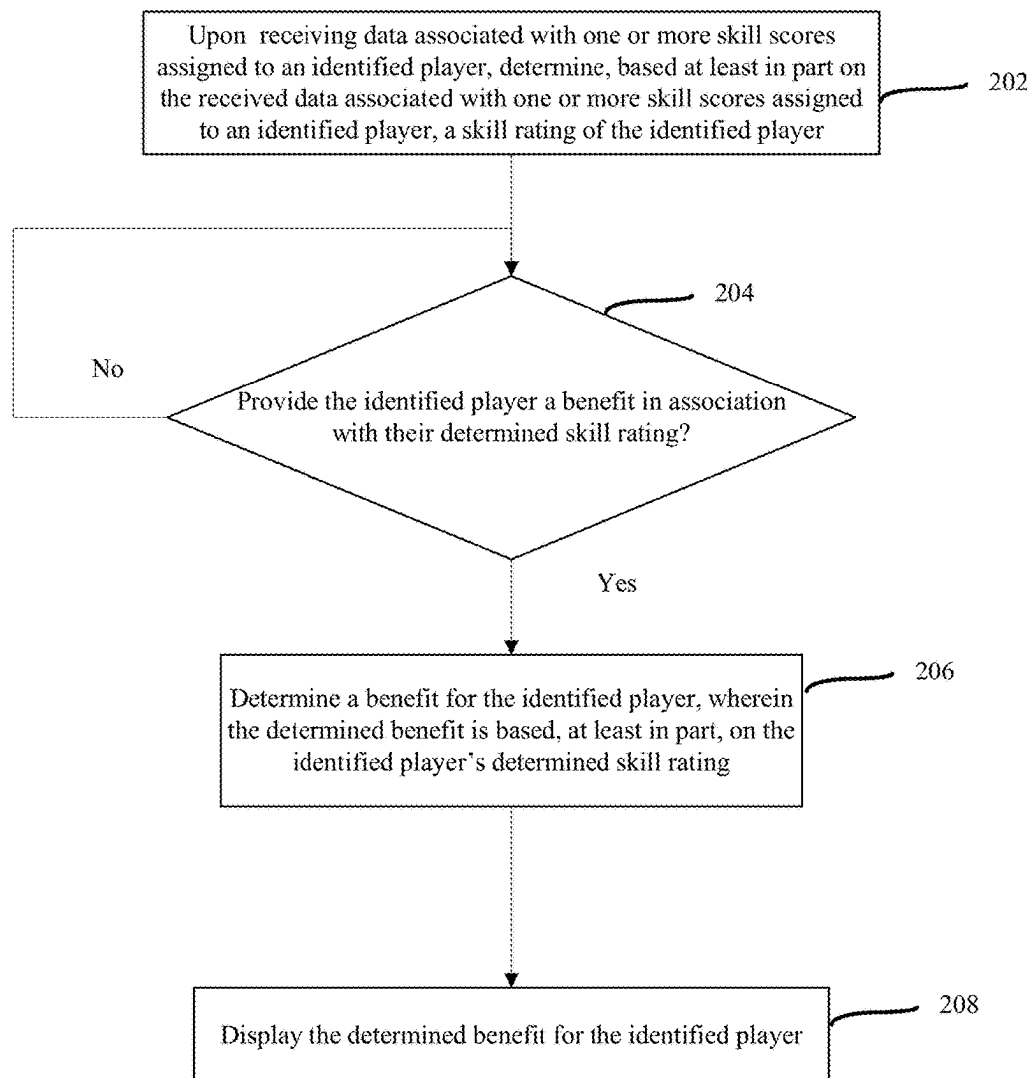 Upon receiving data associated with one or more skill scores
assigned to an identified player, determine, based at least in part on
the received data associated with one or more skill scores assigned
to an identified player, a skill rating of the identified player
202
204
No
Provide the identified player a benefit in association
with their determined skill rating?
Yes
206
Determine a benefit for the identified player, wherein
the determined benefit is based, at least in part, on the
identified player's determined skill rating
208
Display the determined benefit for the identified player